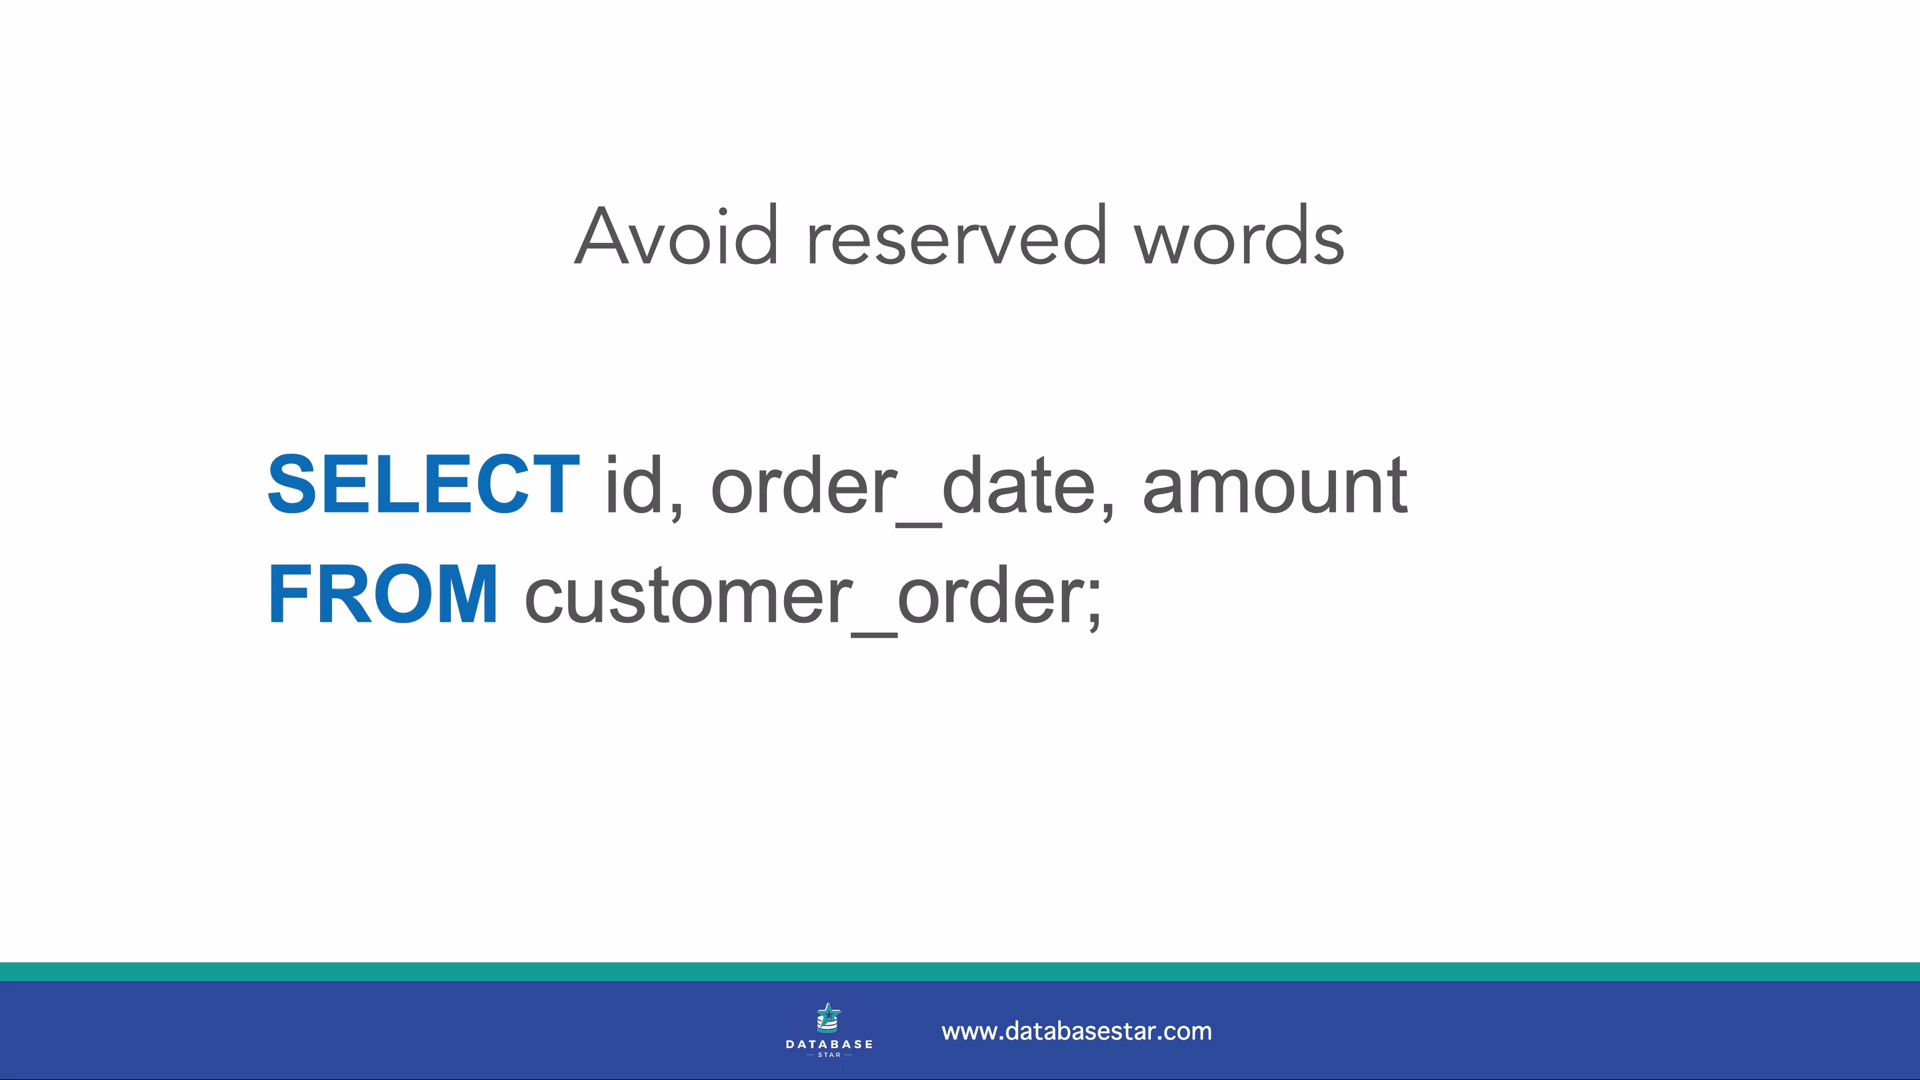 Avoid reserved words
SELECT id, order_date, amount
FROM customer_order;
DATABASE
STAR
www.databasestar.com